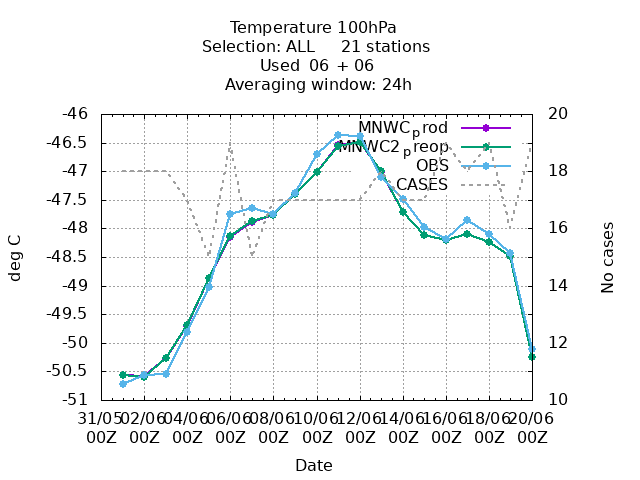 Temperature 100hPa
Selection: ALL 21 stations
Used 06 + 06
Averaging window: 24h
-46 20
MNWC_prod
-46.5
MNWC2_preop
OBS
-47 18
CASES
-47.5
-48 16
-48.5
-49 14
-49.5
-50 12
-50.5
-51 10
deg C
No cases
31/05 02/06 04/06 06/06 08/06 10/06 12/06 14/06 16/06 18/06 20/06
00Z 00Z 00Z 00Z 00Z 00Z 00Z 00Z 00Z 00Z 00Z
Date